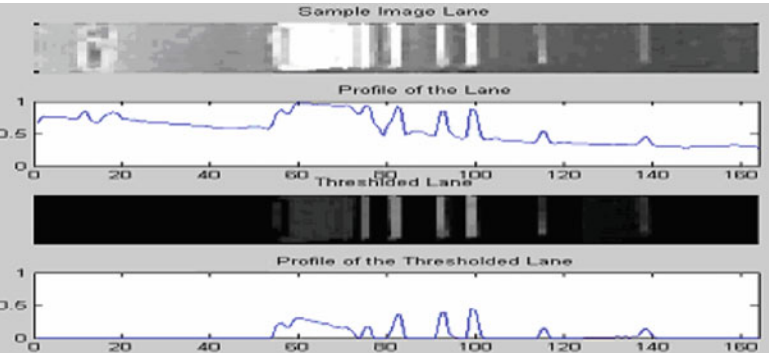 Sample Image Lane
Profile of the Lane
1
0.5
0
0 20 40 60 80 100 120 140 160
Threshlded Lane
Profile of the Thresholded Lane
1
0.5
0
0 20 40 60 80 100 120 140 160